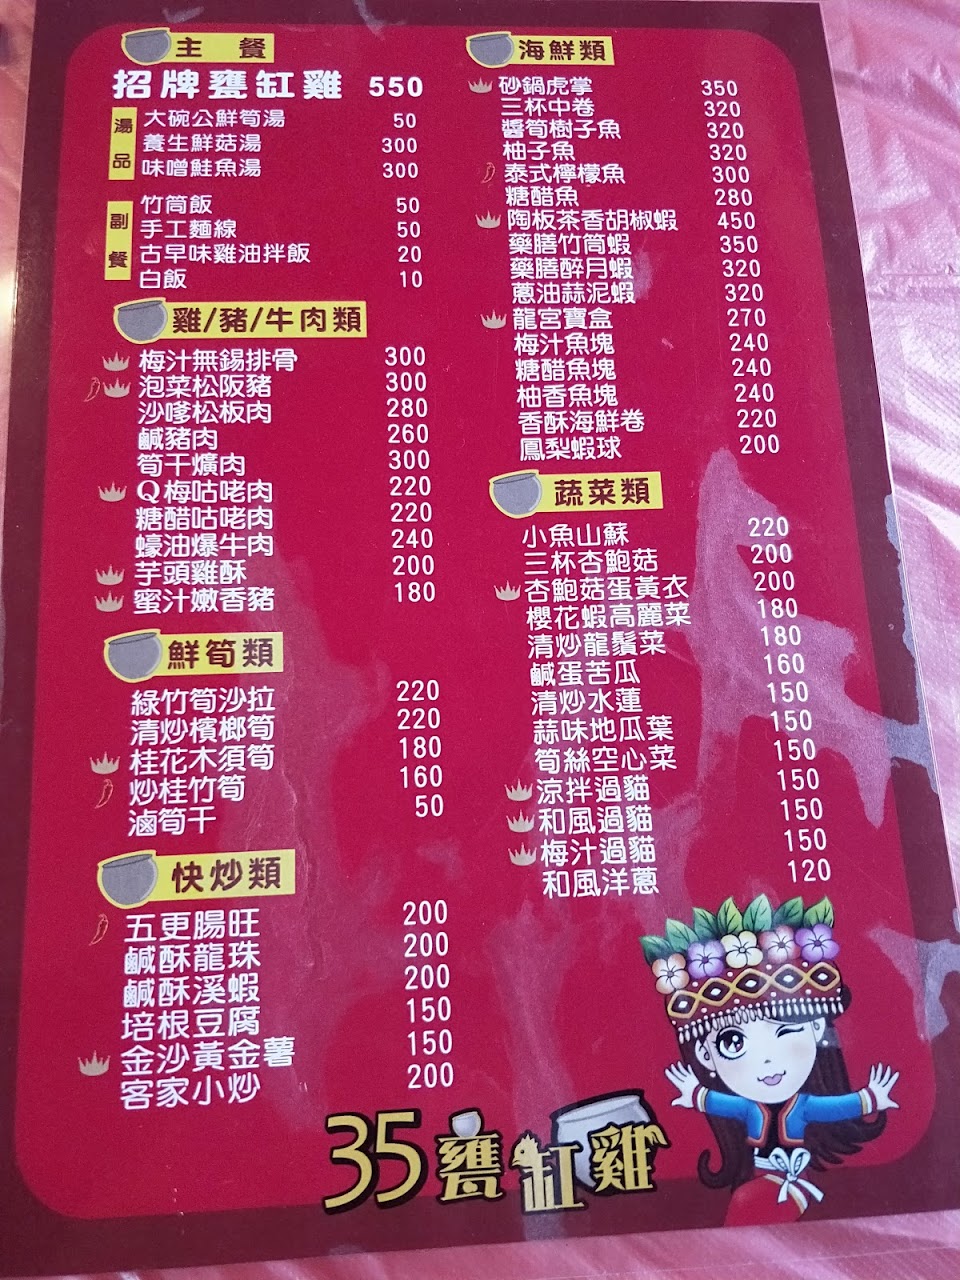 主 餐
招牌甕缸雞 550
湯品
大碗公鮮筍湯 50
養生鮮菇湯 300
味噌鮭魚湯 300
副餐
竹筒飯 50
手工麵線 50
古早味雞油拌飯 20
白飯 10
雞/豬/牛肉類
梅汁無錫排骨 300
泡菜松阪豬 300
沙嗲松板肉 280
鹹豬肉 260
筍干爌肉 300
Q梅咕咾肉 220
糖醋咕咾肉 220
蠔油爆牛肉 240
芋頭雞酥 200
蜜汁嫩香豬 180
鮮筍類
綠竹筍沙拉 220
清炒檳榔筍 220
桂花木須筍 180
炒桂竹筍 160
滷筍干 50
快炒類
五更腸旺 200
鹹酥龍珠 200
鹹酥溪蝦 200
培根豆腐 150
金沙黃金薯 150
客家小炒 200
海鮮類
砂鍋虎掌 350
三杯中卷 320
醬筍樹子魚 320
柚子魚 320
泰式檸檬魚 300
糖醋魚 280
陶板茶香胡椒蝦 450
藥膳竹筒蝦 350
藥膳醉月蝦 320
蔥油蒜泥蝦 320
龍宮寶盒 270
梅汁魚塊 240
糖醋魚塊 240
柚香魚塊 240
香酥海鮮卷 220
鳳梨蝦球 200
蔬菜類
小魚山蘇 220
三杯杏鮑菇 200
杏鮑菇蛋黃衣 200
櫻花蝦高麗菜 180
清炒龍鬚菜 180
鹹蛋苦瓜 160
清炒水蓮 150
蒜味地瓜葉 150
筍絲空心菜 150
涼拌過貓 150
和風過貓 150
梅汁過貓 150
和風洋蔥 120
35甕缸雞